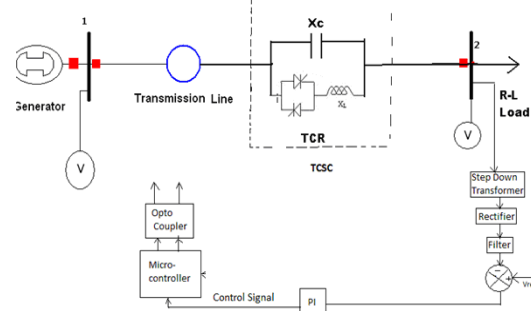 1
Xc
2
Generator
Transmission Line
XL
R-L
Load
TCR
V
V
TCSC
Step Down
Transformer
Opto
Coupler
Rectifier
Filter
Micro-
controller
Control Signal
PI
− +